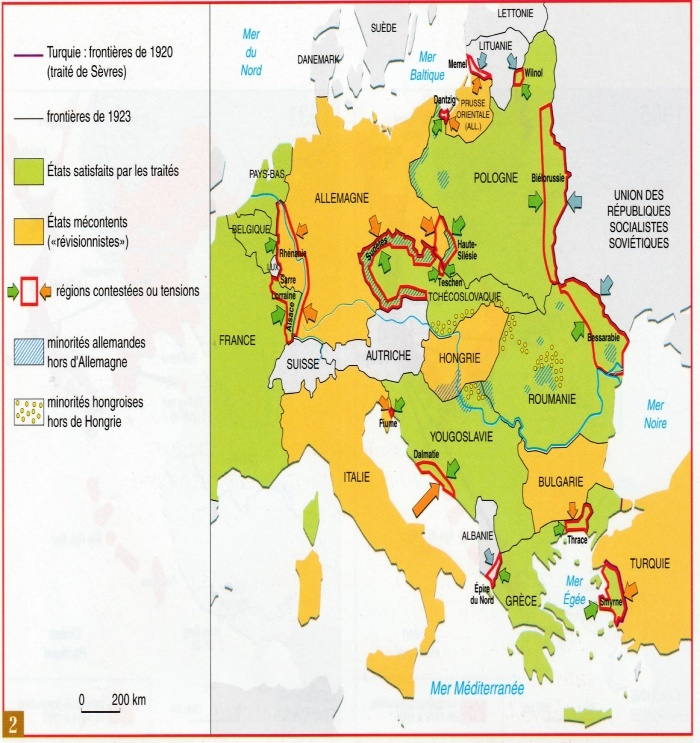 Turquie : frontières de 1920
(traité de Sèvres)
frontières de 1923
États satisfaits par les traités
États mécontents
(«révisionnistes»)
régions contestées ou tensions
minorités allemandes
hors d'Allemagne
minorités hongroises
hors de Hongrie
0 200 km
2
Mer
du
Nord
SUÈDE
LETTONIE
DANEMARK
Mer
Baltique
LITUANIE
Memel
Wilnol
Dantzig
PRUSSE
ORIENTALE
(ALL.)
PAYS-BAS
ALLEMAGNE
POLOGNE
Biélorussie
UNION DES
RÉPUBLIQUES
SOCIALISTES
SOVIÉTIQUES
BELGIQUE
Rhénanie
LUX.
Sarre
Lorraine
Alsace
Sudètes
Haute-
Silésie
Teschen
TCHÉCOSLOVAQUIE
FRANCE
SUISSE
AUTRICHE
HONGRIE
Bessarabie
ROUMANIE
Mer
Noire
Fiume
YOUGOSLAVIE
Dalmatie
ITALIE
BULGARIE
ALBANIE
Thrace
TURQUIE
Épire
du Nord
GRÈCE
Mer
Égée
Smyrne
Mer Méditerranée